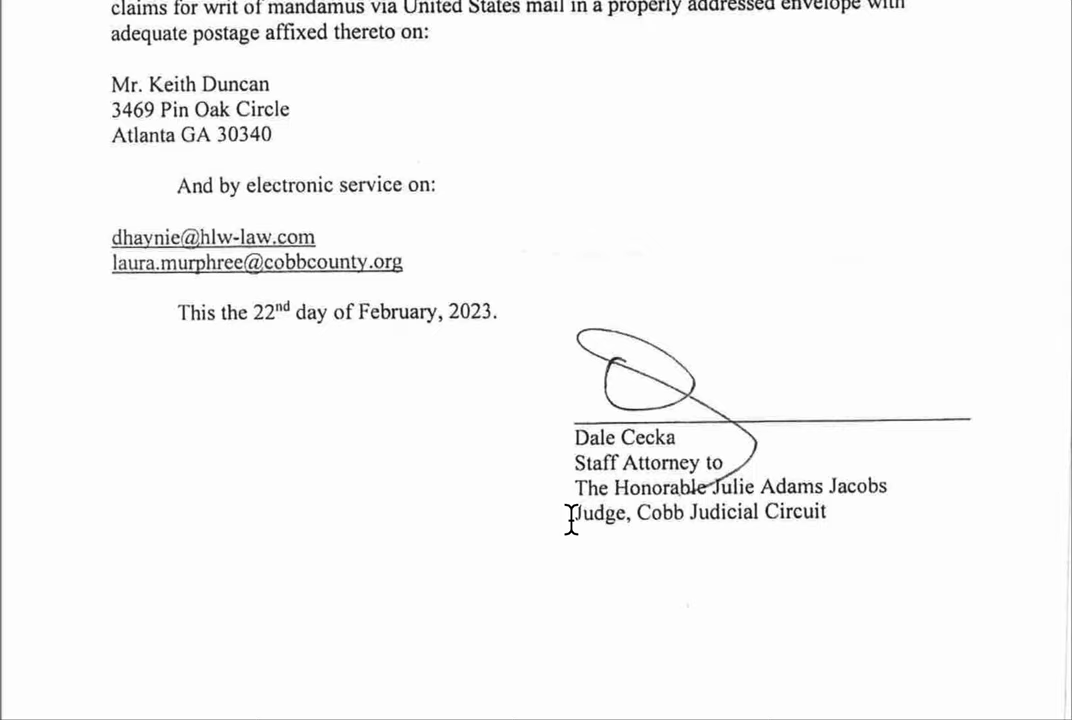 claims for writ of mandamus via United States mail in a properly addressed envelope with
adequate postage affixed thereto on:
Mr. Keith Duncan
3469 Pin Oak Circle
Atlanta GA 30340
And by electronic service on:
dhaynie@hlw-law.com
laura.murphree@cobbcounty.org
This the 22nd day of February, 2023.
Dale Cecka
Staff Attorney to
The Honorable Julie Adams Jacobs
Judge, Cobb Judicial Circuit